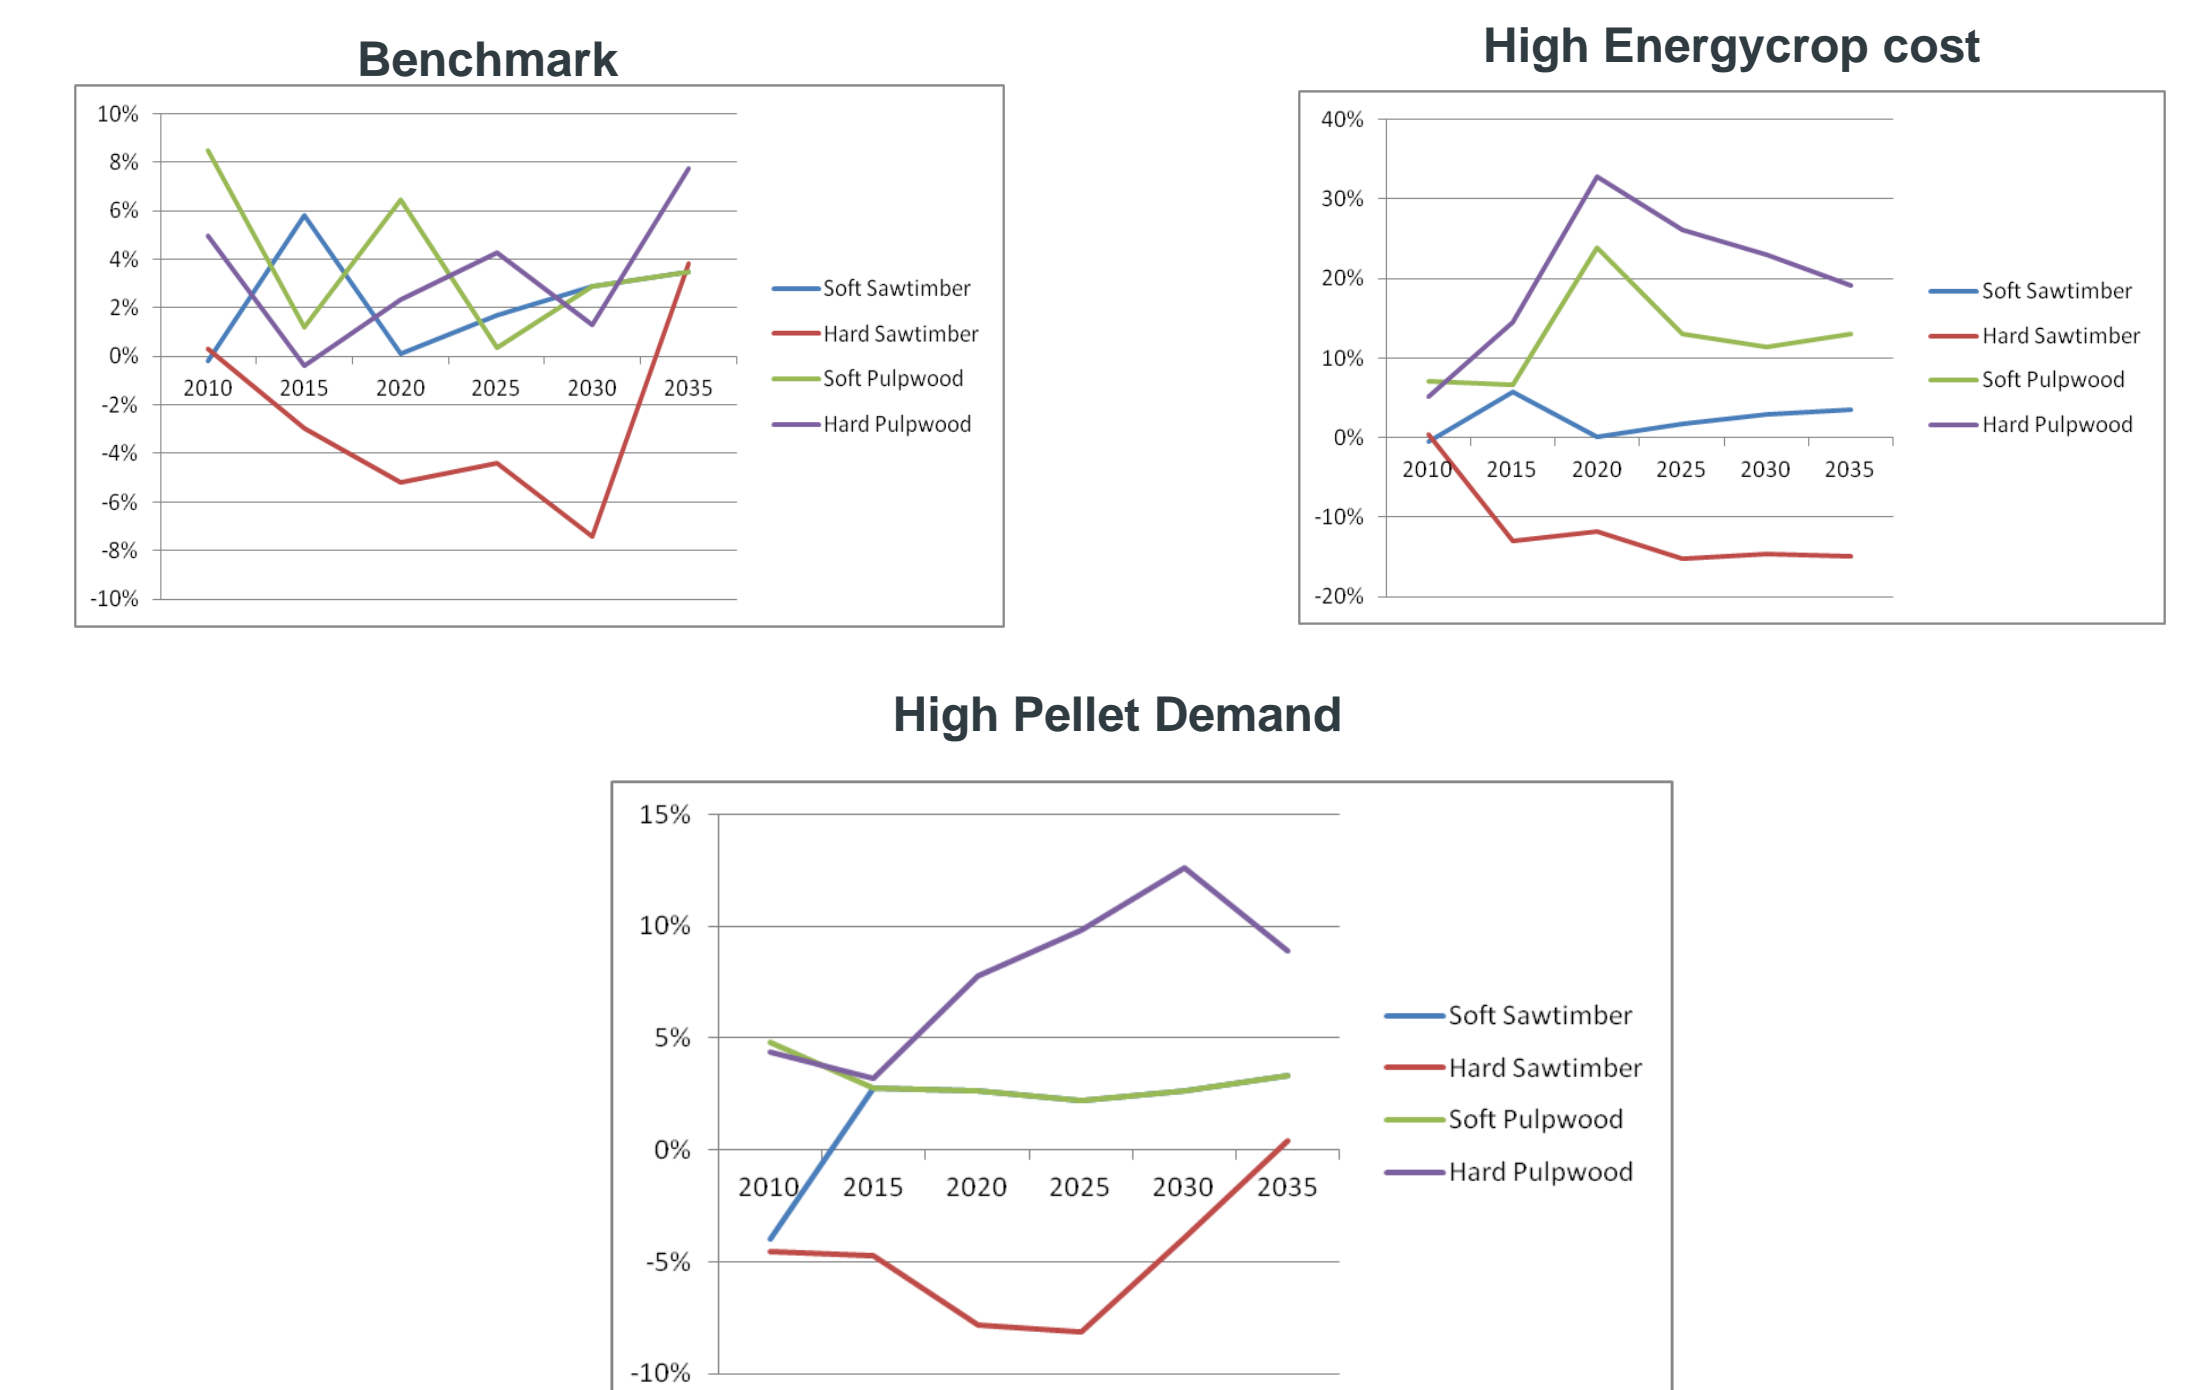 Benchmark
10%
8%
6%
4%
2%
0%
2010 2015 2020 2025 2030 2035
-2%
-4%
-6%
-8%
-10%
Soft Sawtimber
Hard Sawtimber
Soft Pulpwood
Hard Pulpwood
High Energycrop cost
40%
30%
20%
10%
0%
2010 2015 2020 2025 2030 2035
-10%
-20%
Soft Sawtimber
Hard Sawtimber
Soft Pulpwood
Hard Pulpwood
High Pellet Demand
15%
10%
5%
0%
2010 2015 2020 2025 2030 2035
-5%
-10%
Soft Sawtimber
Hard Sawtimber
Soft Pulpwood
Hard Pulpwood